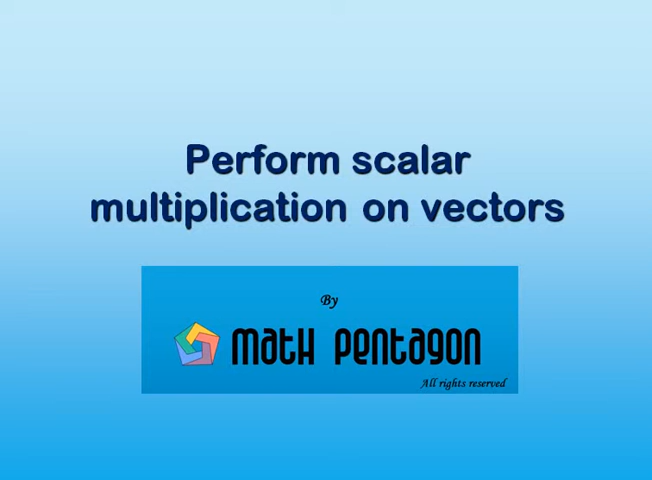 Perform scalar
multiplication on vectors
By
math pentagon
All rights reserved